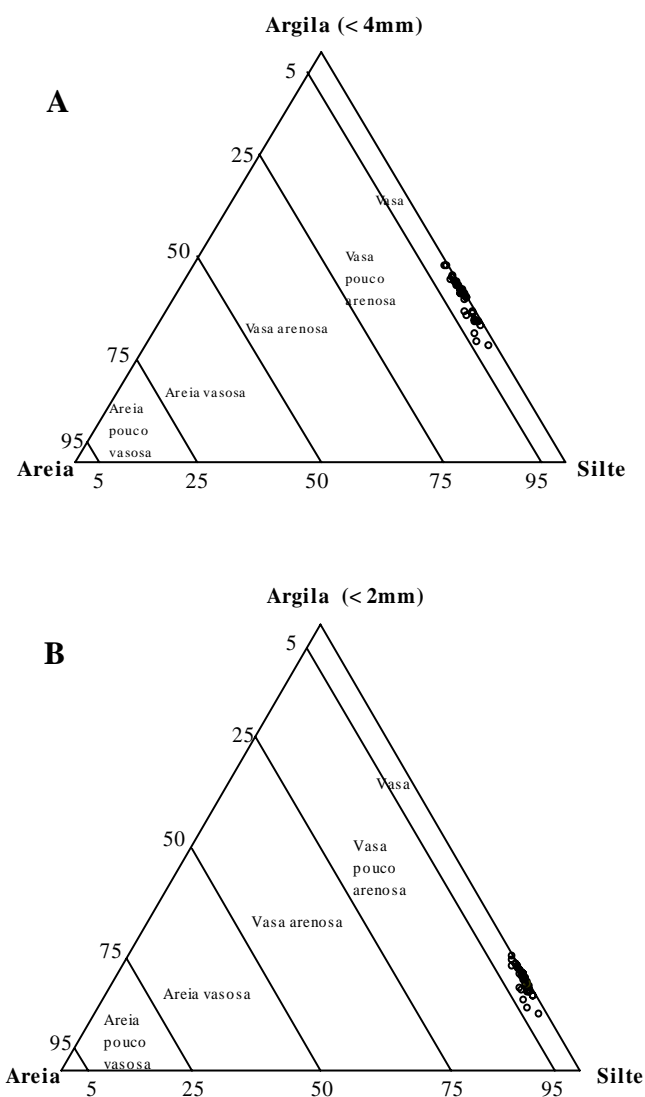 Argila (< 4mm)
5
A
25
Vasa
50
Vasa
pouco
arenosa
Vasa arenosa
75
Areia vasosa
Areia
pouco
vasosa
95
Areia
Silte
5 25 50 75 95
Argila (< 2mm)
5
B
25
Vasa
50
Vasa
pouco
arenosa
Vasa arenosa
75
Areia vasosa
Areia
pouco
vasosa
95
Areia
Silte
5 25 50 75 95